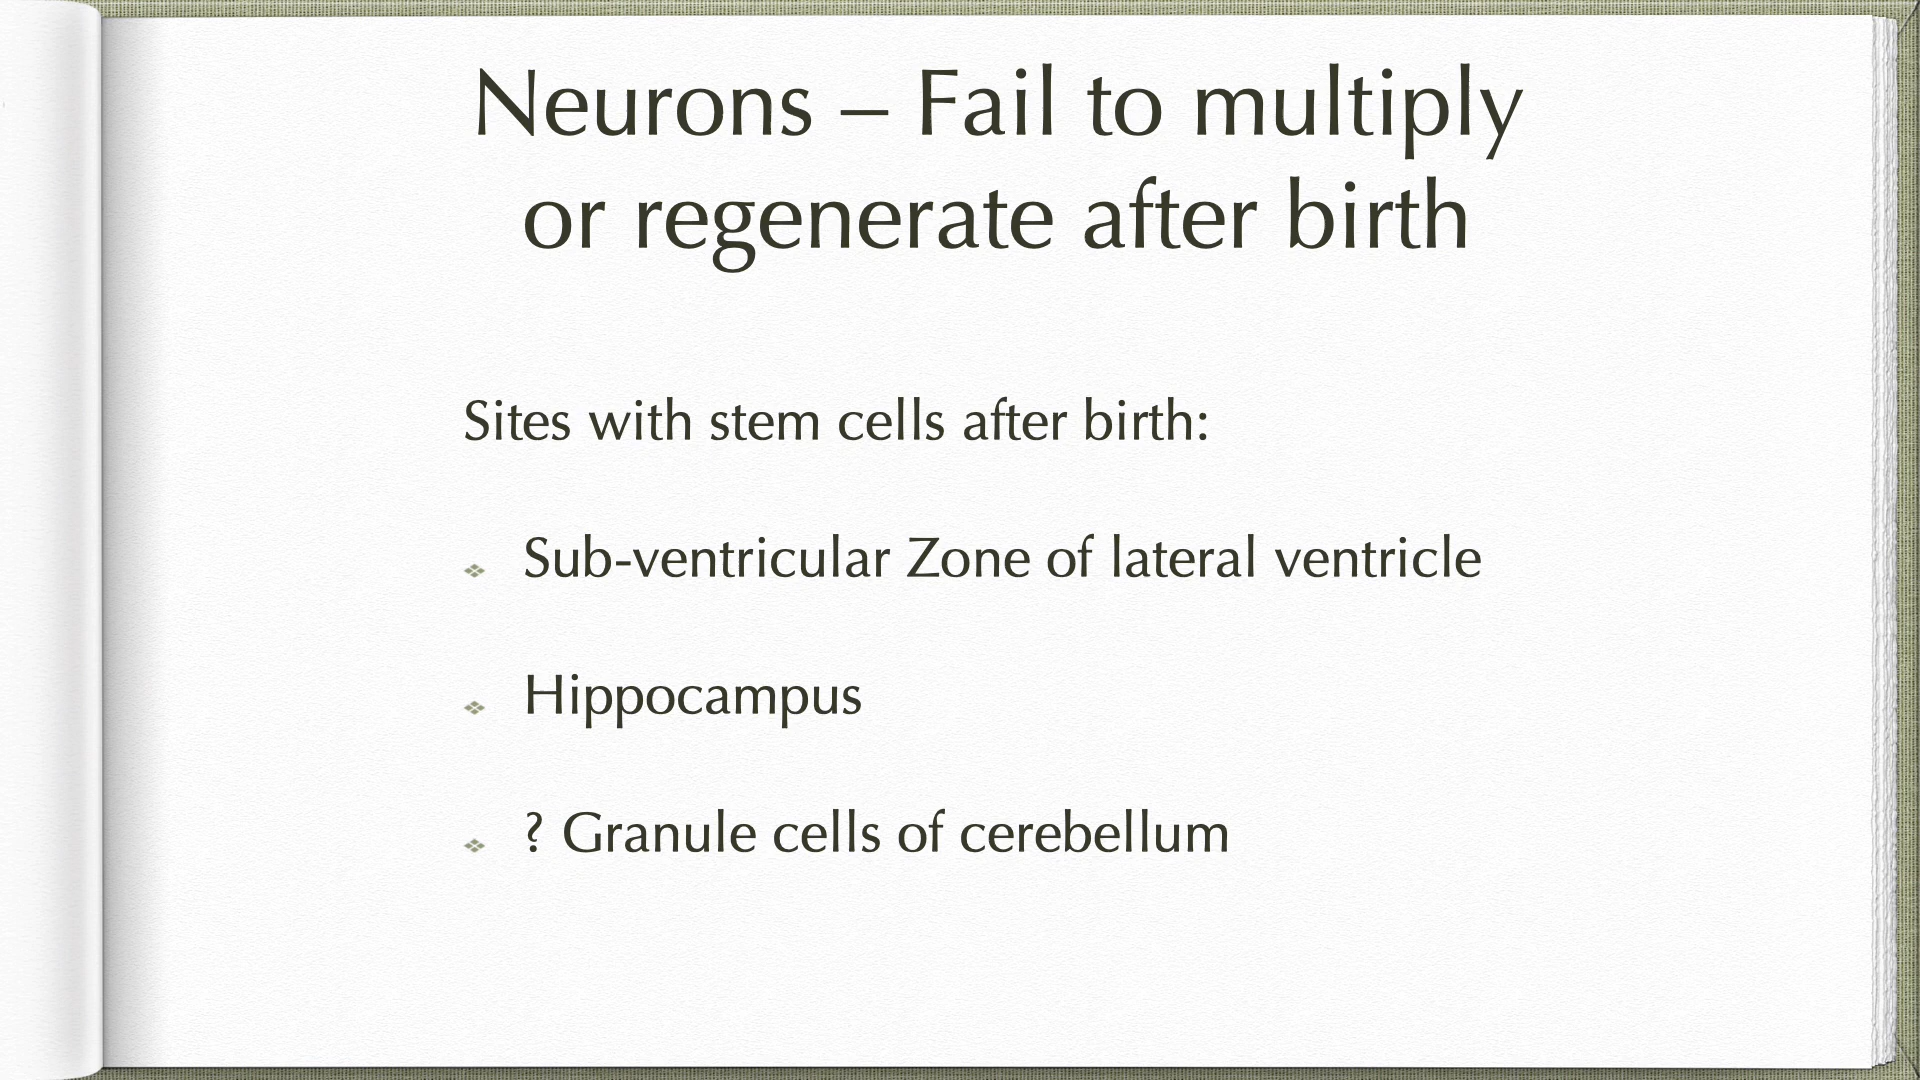 Neurons – Fail to multiply
or regenerate after birth
Sites with stem cells after birth:
Sub-ventricular Zone of lateral ventricle
Hippocampus
? Granule cells of cerebellum